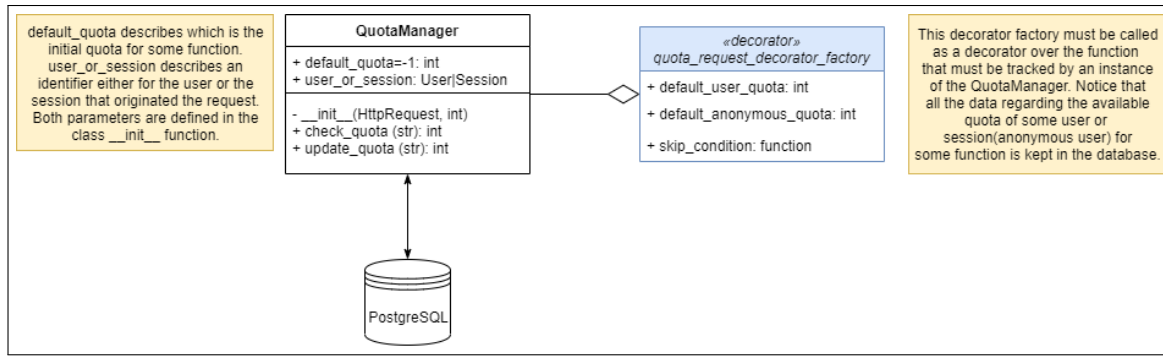 default_quota describes which is the
initial quota for some function.
user_or_session describes an
identifier either for the user or the
session that originated the request.
Both parameters are defined in the
class __init__ function.
QuotaManager
+ default_quota=-1: int
+ user_or_session: User|Session
- __init__(HttpRequest, int)
+ check_quota (str): int
+ update_quota (str): int
«decorator»
quota_request_decorator_factory
+ default_user_quota: int
+ default_anonymous_quota: int
+ skip_condition: function
This decorator factory must be called
as a decorator over the function
that must be tracked by an instance
of the QuotaManager. Notice that
all the data regarding the available
quota of some user or
session(anonymous user) for
some function is kept in the database.
PostgreSQL